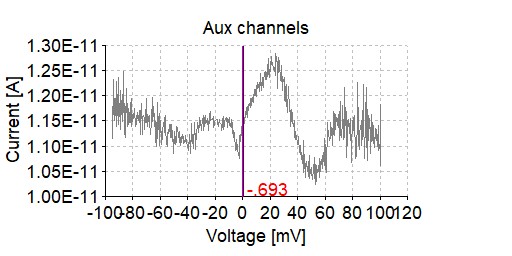 Aux channels
1.30E-11
1.25E-11
1.20E-11
1.15E-11
1.10E-11
1.05E-11
1.00E-11
Current [A]
-.693
-100-80 -60 -40 -20 0 20 40 60 80 100120
Voltage [mV]